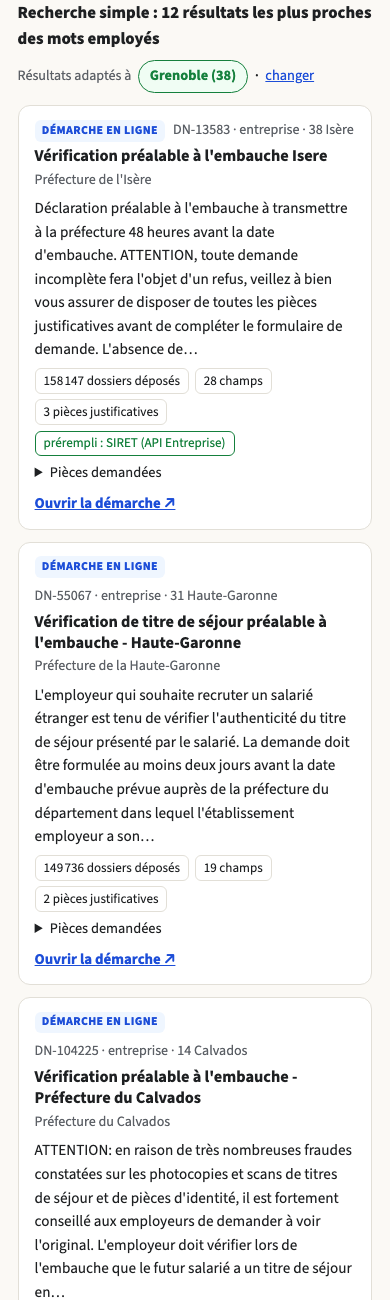 Recherche simple : 12 résultats les plus proches
des mots employés
Résultats adaptés à Grenoble (38) · changer
DÉMARCHE EN LIGNE DN-13583 · entreprise · 38 Isère
Vérification préalable à l'embauche Isere
Préfecture de l'Isère
Déclaration préalable à l'embauche à transmettre
à la préfecture 48 heures avant la date
d'embauche. ATTENTION, toute demande
incomplète fera l'objet d'un refus, veillez à bien
vous assurer de disposer de toutes les pièces
justificatives avant de compléter le formulaire de
demande. L'absence de…
158 147 dossiers déposés 28 champs
3 pièces justificatives
prérempli : SIRET (API Entreprise)
▶ Pièces demandées
Ouvrir la démarche ↗
DÉMARCHE EN LIGNE
DN-55067 · entreprise · 31 Haute-Garonne
Vérification de titre de séjour préalable à
l'embauche - Haute-Garonne
Préfecture de la Haute-Garonne
L'employeur qui souhaite recruter un salarié
étranger est tenu de vérifier l'authenticité du titre
de séjour présenté par le salarié. La demande doit
être formulée au moins deux jours avant la date
d'embauche prévue auprès de la préfecture du
département dans lequel l'établissement
employeur a son…
149 736 dossiers déposés 19 champs
2 pièces justificatives
▶ Pièces demandées
Ouvrir la démarche ↗
DÉMARCHE EN LIGNE
DN-104225 · entreprise · 14 Calvados
Vérification préalable à l'embauche -
Préfecture du Calvados
Préfecture du Calvados
ATTENTION: en raison de très nombreuses fraudes
constatées sur les photocopies et scans de titres
de séjour et de pièces d'identité, il est fortement
conseillé aux employeurs de demander à voir
l'original. L'employeur doit vérifier lors de
l'embauche que le futur salarié a un titre de séjour
en…